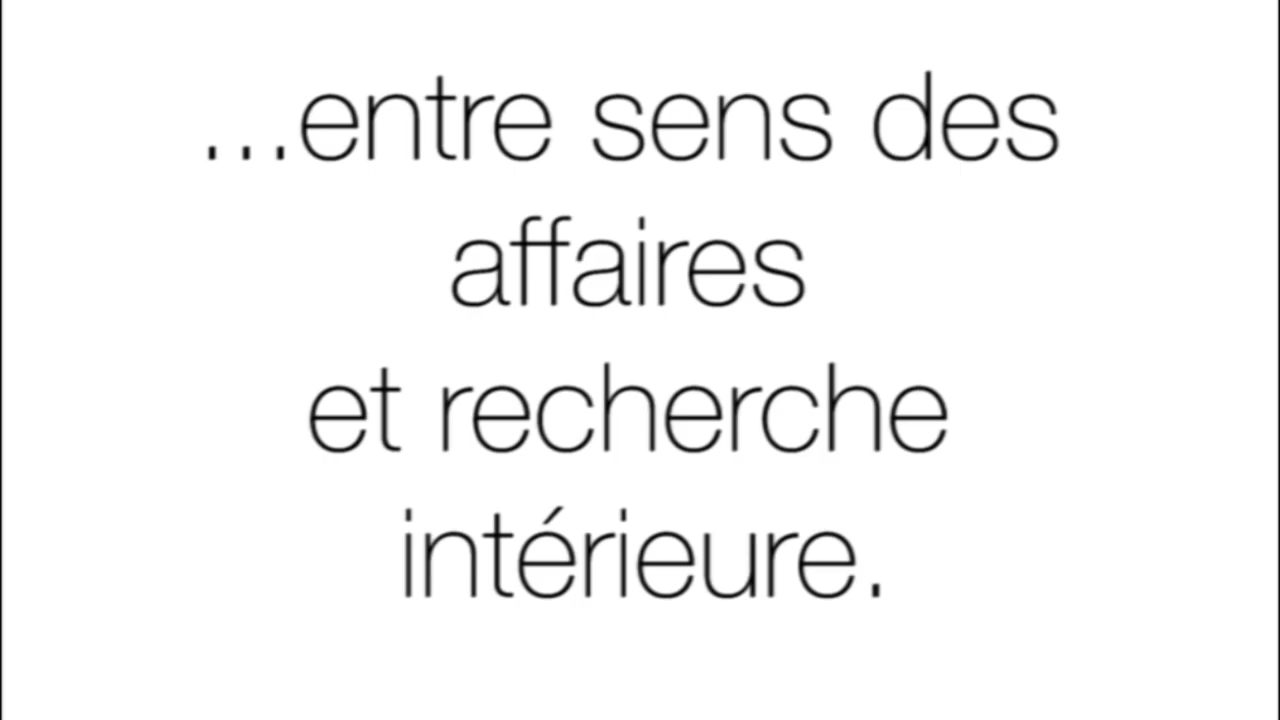 ...entre sens des
affaires
et recherche
intérieure.